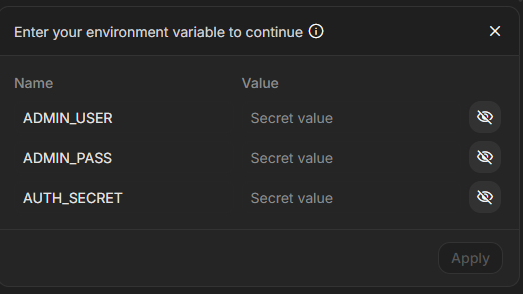 Enter your environment variable to continue
Name Value
ADMIN_USER Secret value
ADMIN_PASS Secret value
AUTH_SECRET Secret value
Apply